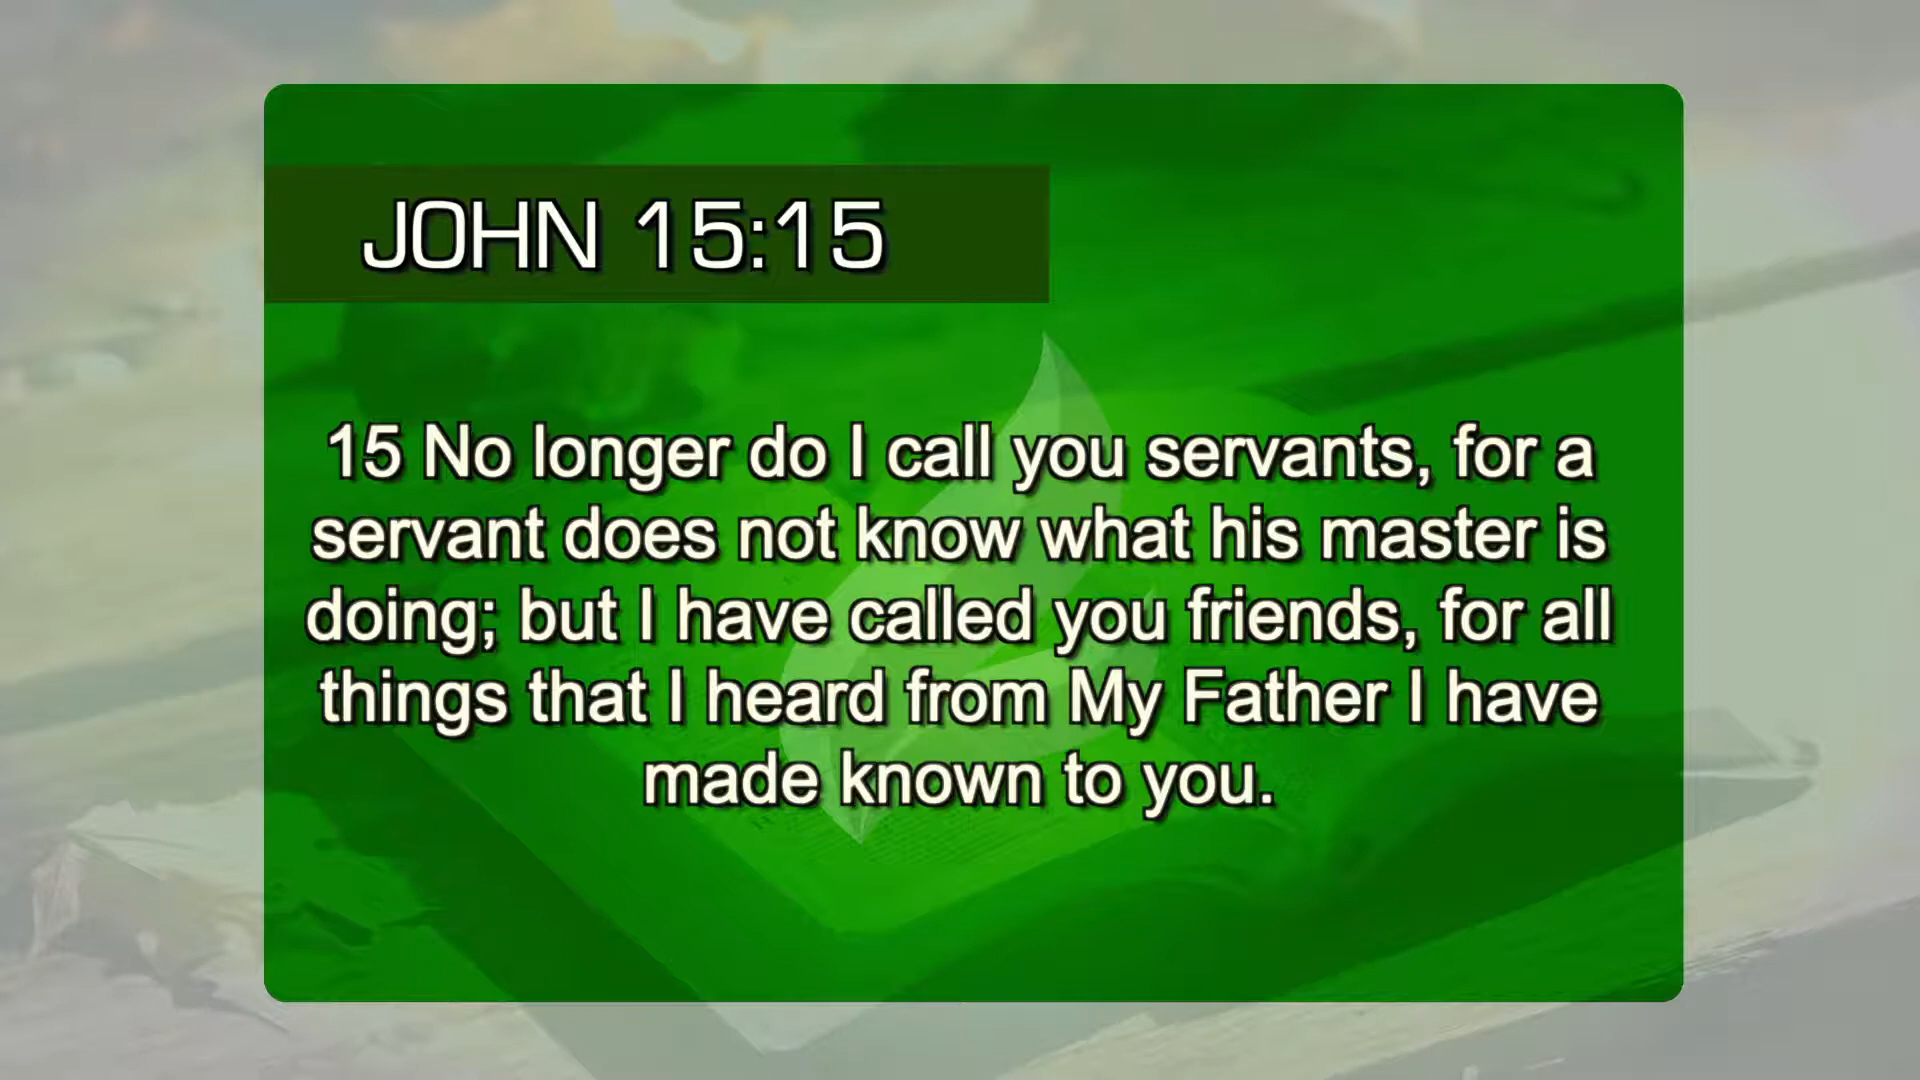 JOHN 15:15
15 No longer do I call you servants, for a
servant does not know what his master is
doing; but I have called you friends, for all
things that I heard from My Father I have
made known to you.